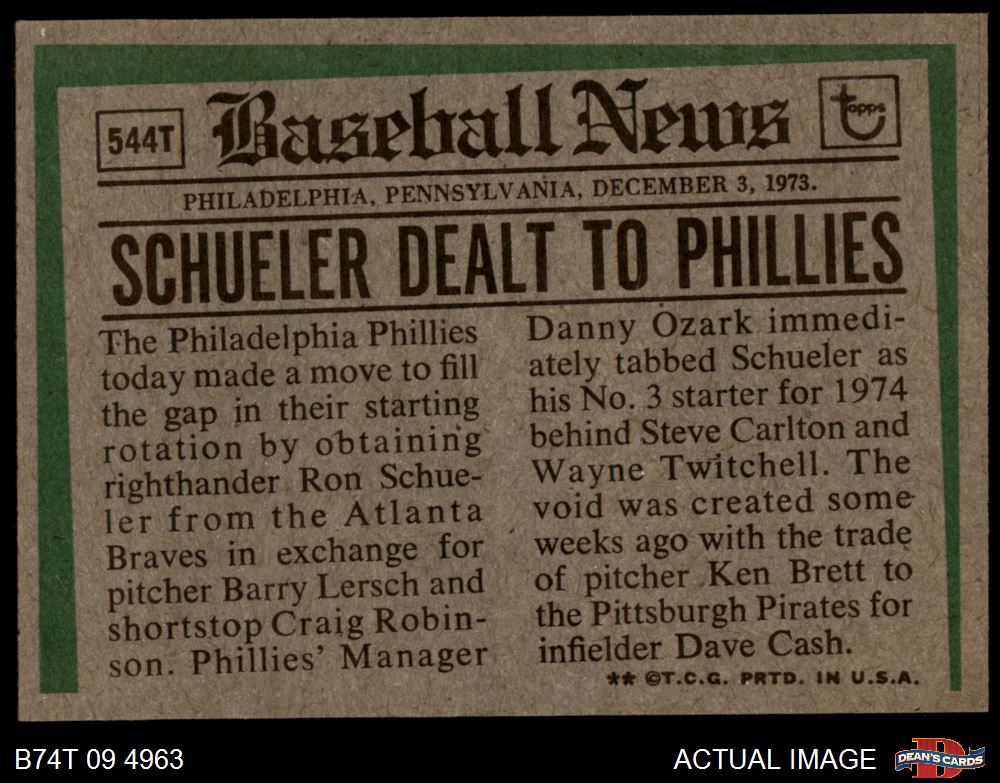 544T
Baseball News
topps
PHILADELPHIA, PENNSYLVANIA, DECEMBER 3, 1973.
SCHUELER DEALT TO PHILLIES
The Philadelphia Phillies
today made a move to fill
the gap in their starting
rotation by obtaining
righthander Ron Schue-
ler from the Atlanta
Braves in exchange for
pitcher Barry Lersch and
shortstop Craig Robin-
son. Phillies' Manager
Danny Ozark immedi-
ately tabbed Schueler as
his No. 3 starter for 1974
behind Steve Carlton and
Wayne Twitchell. The
void was created some
weeks ago with the trade
of pitcher Ken Brett to
the Pittsburgh Pirates for
infielder Dave Cash.
** ©T.C.G. PRTD. IN U.S.A.
B74T 09 4963
ACTUAL IMAGE
D
DEAN'S CARDS